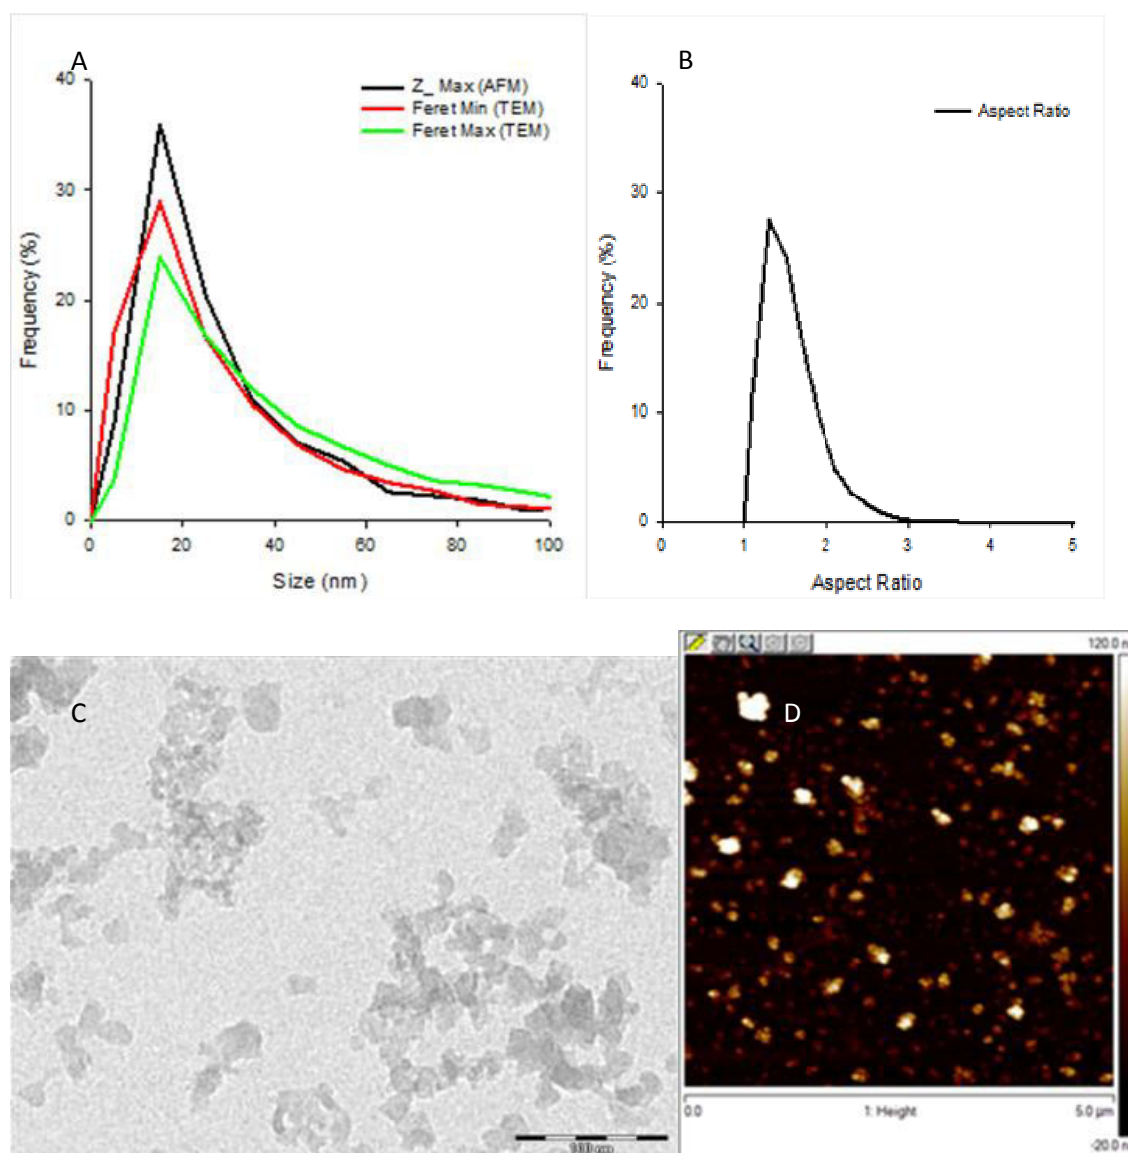 A
40
30
20
10
0
Frequency (%)
Z_ Max (AFM)
Feret Min (TEM)
Feret Max (TEM)
0 20 40 60 80 100
Size (nm)
B
40
30
20
10
0
Frequency (%)
Aspect Ratio
0 1 2 3 4 5
Aspect Ratio
C
D
120.0 n
0.0 1: Height 5.0 µm
-20.0 n